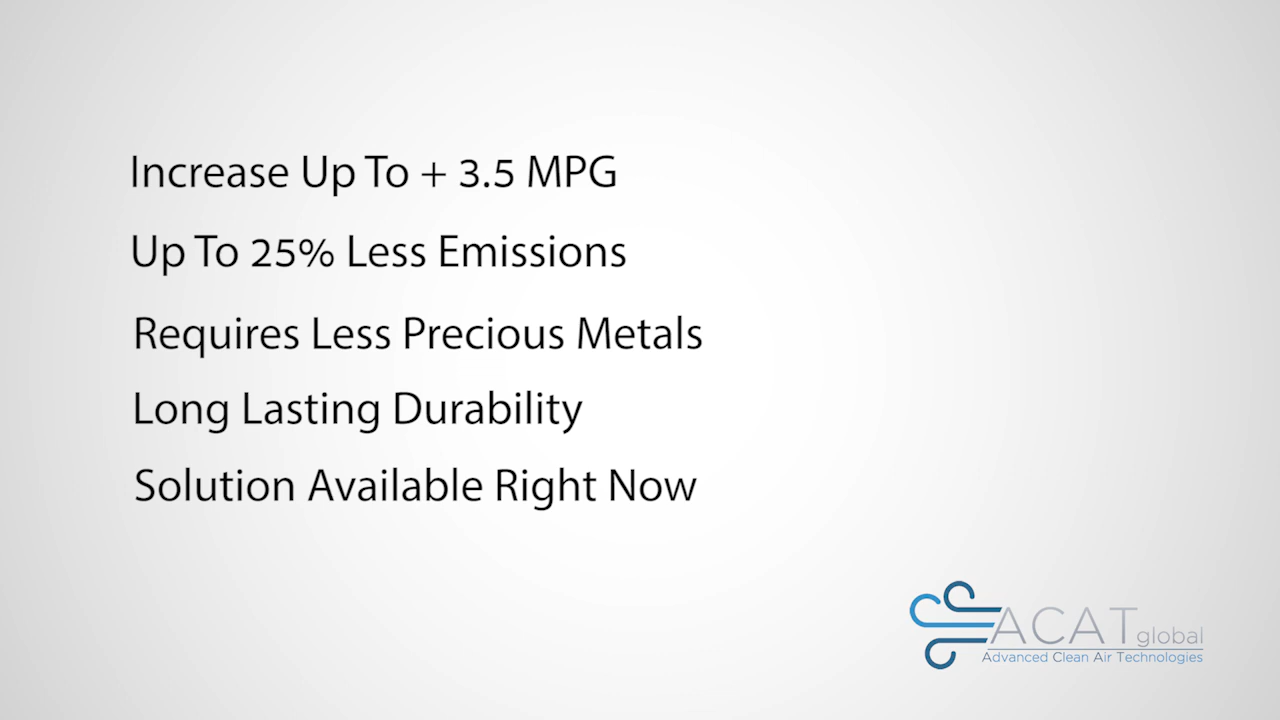 Increase Up To + 3.5 MPG
Up To 25% Less Emissions
Requires Less Precious Metals
Long Lasting Durability
Solution Available Right Now
ACAT global
Advanced Clean Air Technologies